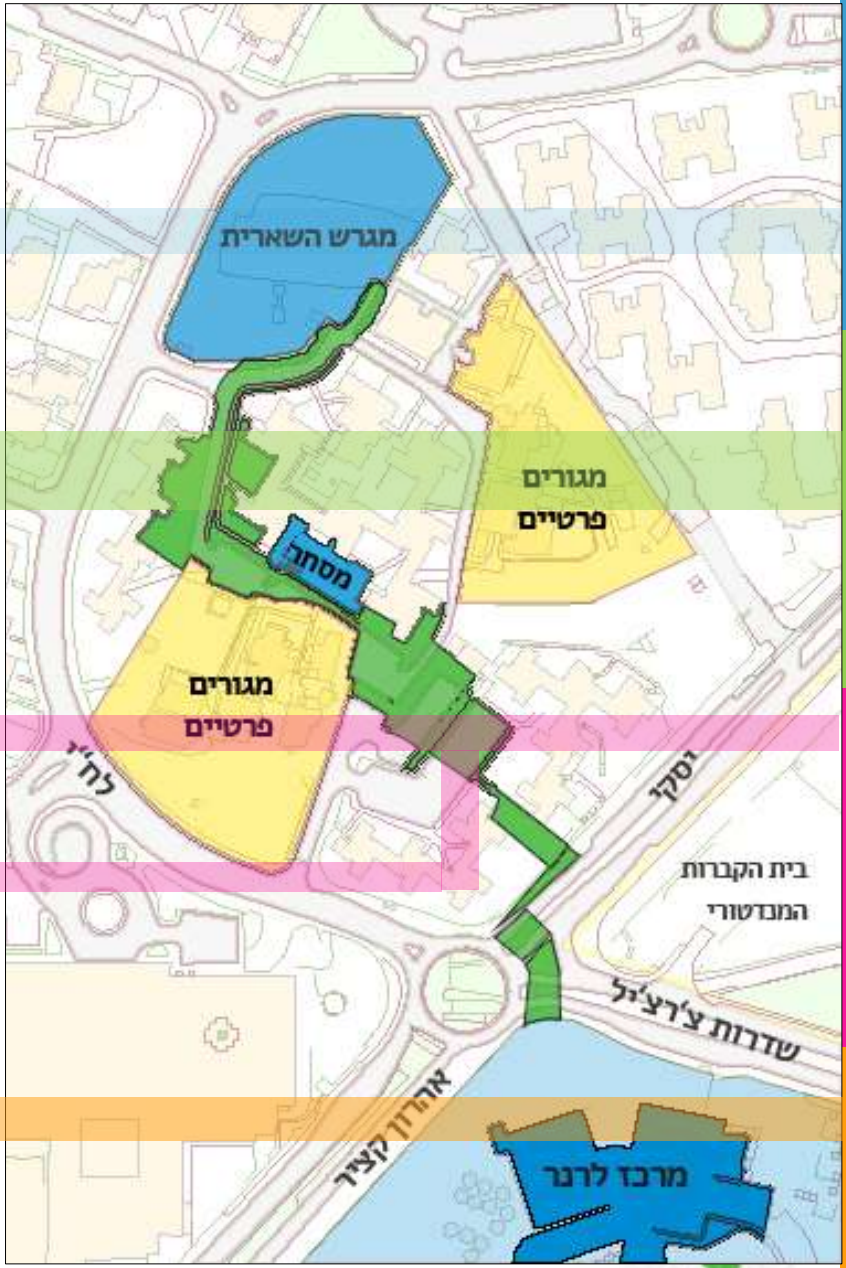 מגרש השארית
מגורים
פרטיים
מסחר
מגורים
פרטיים
לח"י
יסקי
בית הקברות
המנדטורי
שדרות צ'רצ'יל
אהרון קציר
מרכז לרנר